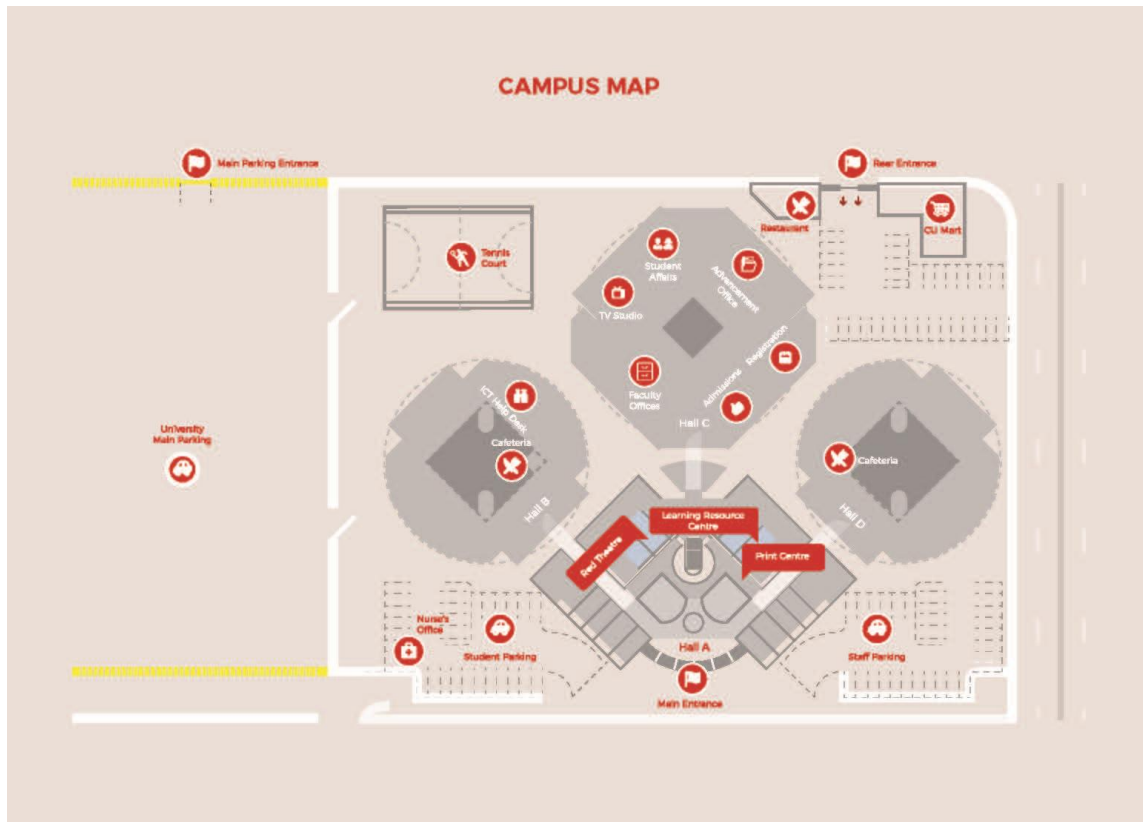 CAMPUS MAP
Main Parking Entrance
Rear Entrance
Restaurant
CU Mart
Tennis
Court
Student
Affairs
Advancement
Office
TV Studio
Registration
Faculty
Offices
Admissions
Hall C
ICT Help Desk
Cafeteria
University
Main Parking
Cafeteria
Hall B
Hall D
Learning Resource
Centre
Red Theatre
Print Centre
Nurse's
Office
Student Parking
Hall A
Staff Parking
Main Entrance